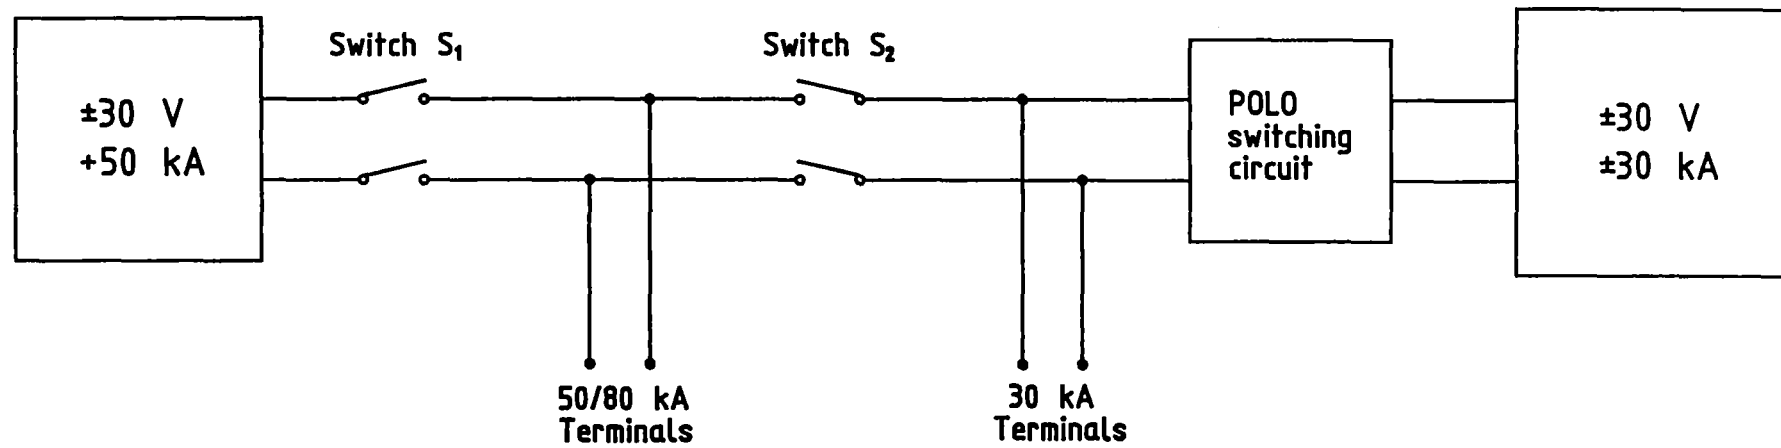 Switch S₁
Switch S₂
±30 V
+50 kA
POLO
switching
circuit
±30 V
±30 kA
50/80 kA
Terminals
30 kA
Terminals